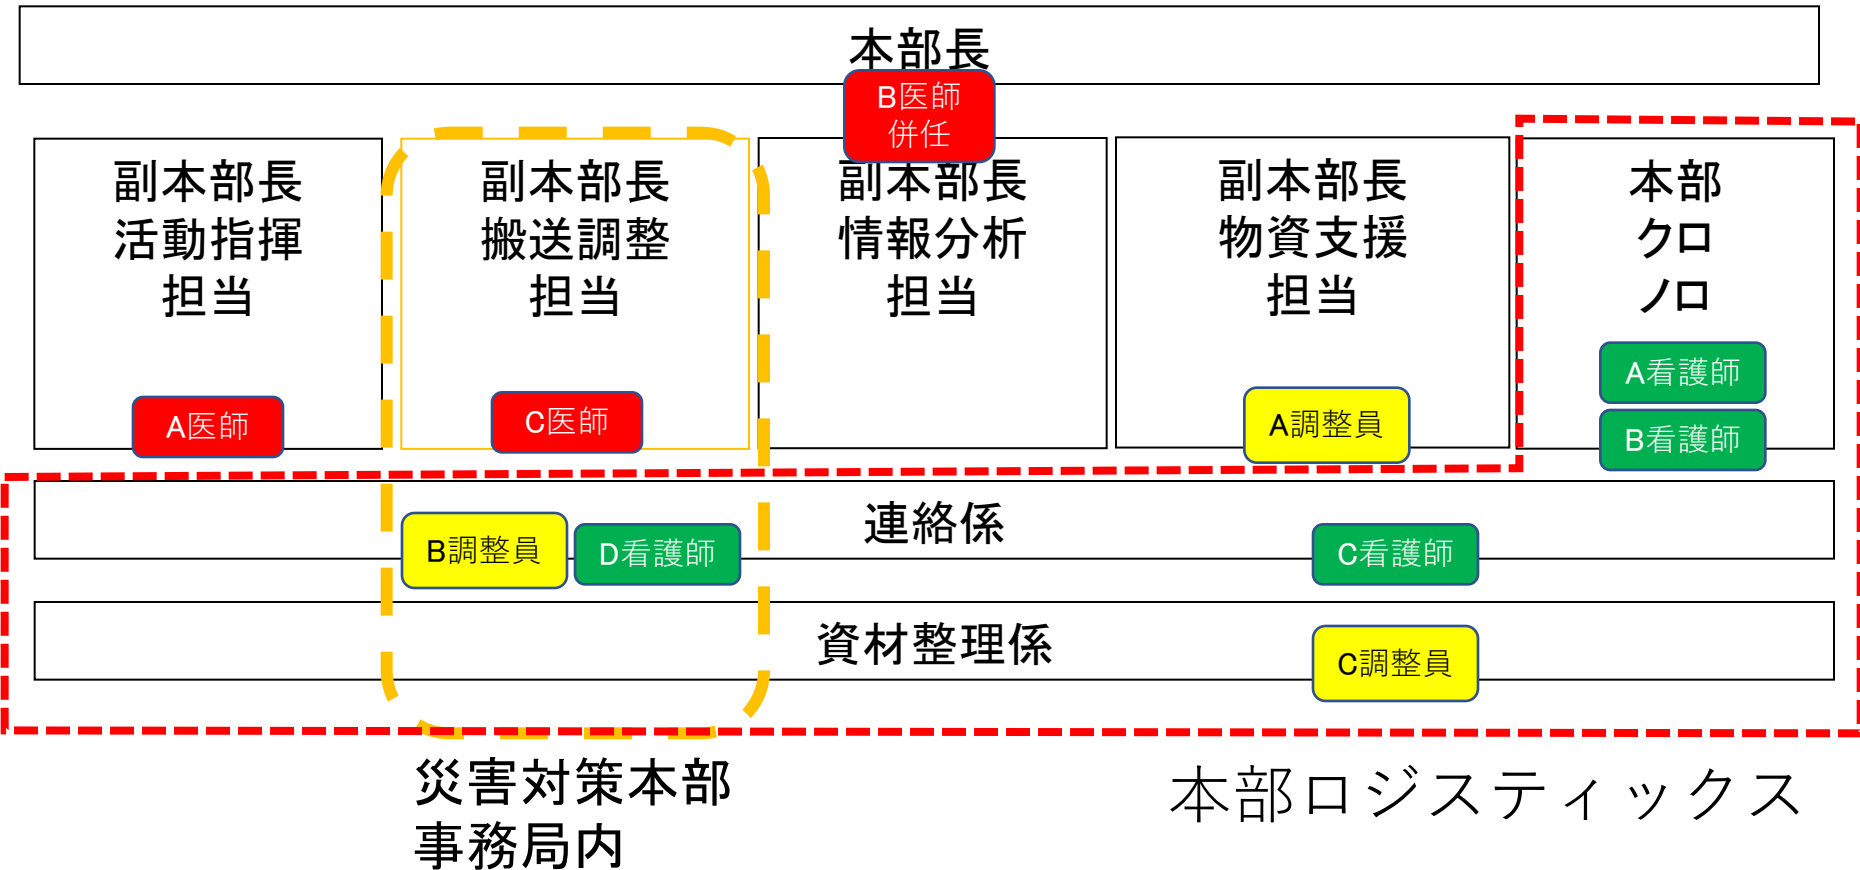 本部長
B医師
併任
副本部長
活動指揮
担当
A医師
副本部長
搬送調整
担当
C医師
副本部長
情報分析
担当
副本部長
物資支援
担当
A調整員
本部
クロ
ノロ
A看護師
B看護師
連絡係
B調整員
D看護師
C看護師
資材整理係
C調整員
災害対策本部
事務局内
本部ロジスティックス